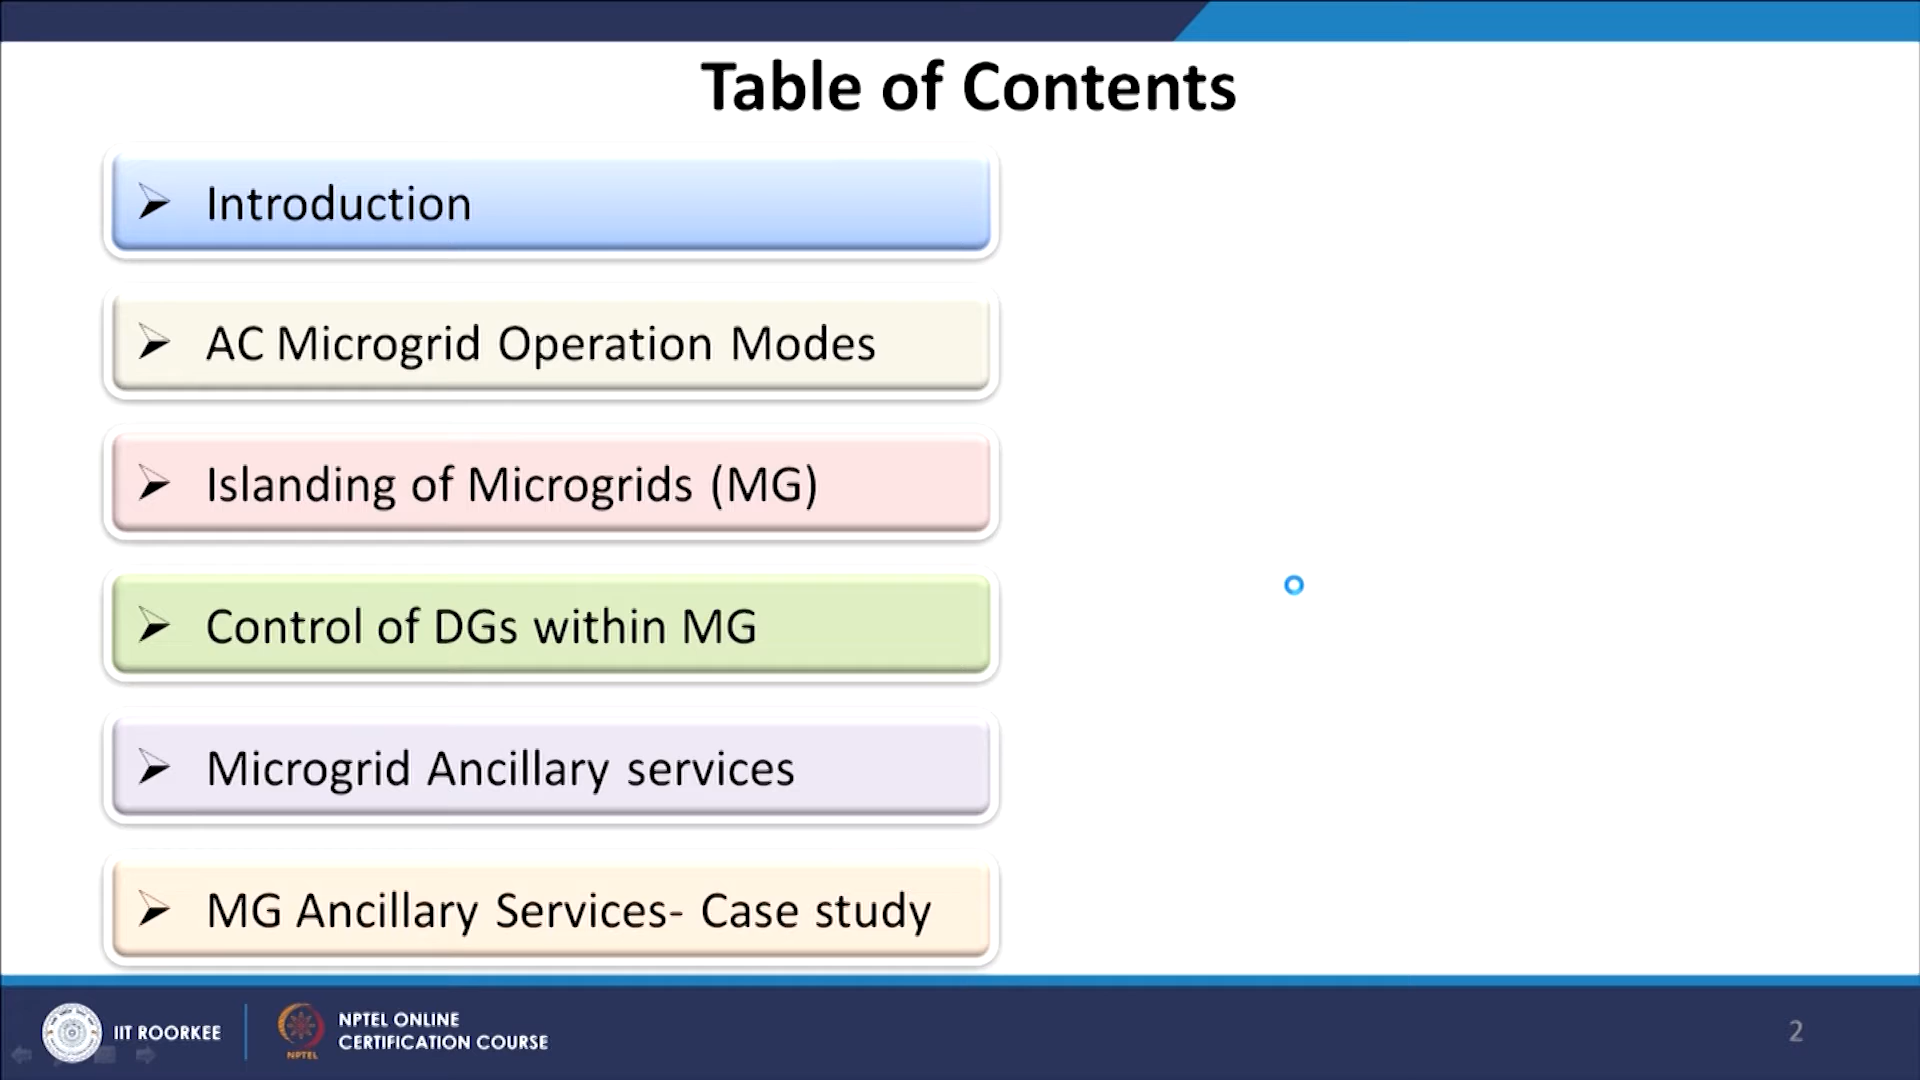 Table of Contents
➢ Introduction
➢ AC Microgrid Operation Modes
➢ Islanding of Microgrids (MG)
➢ Control of DGs within MG
➢ Microgrid Ancillary services
➢ MG Ancillary Services- Case study
IIT ROORKEE
NPTEL
NPTEL ONLINE
CERTIFICATION COURSE
2